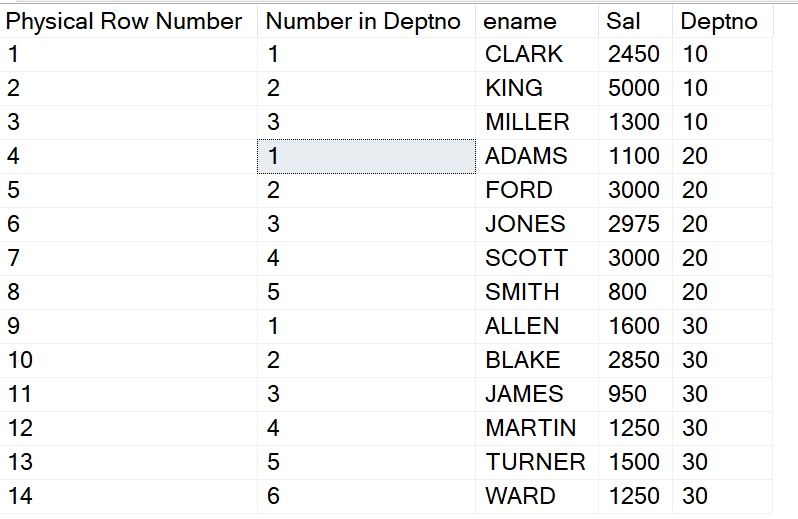 Physical Row Number Number in Deptno ename Sal Deptno
1 1 CLARK 2450 10
2 2 KING 5000 10
3 3 MILLER 1300 10
4 1 ADAMS 1100 20
5 2 FORD 3000 20
6 3 JONES 2975 20
7 4 SCOTT 3000 20
8 5 SMITH 800 20
9 1 ALLEN 1600 30
10 2 BLAKE 2850 30
11 3 JAMES 950 30
12 4 MARTIN 1250 30
13 5 TURNER 1500 30
14 6 WARD 1250 30